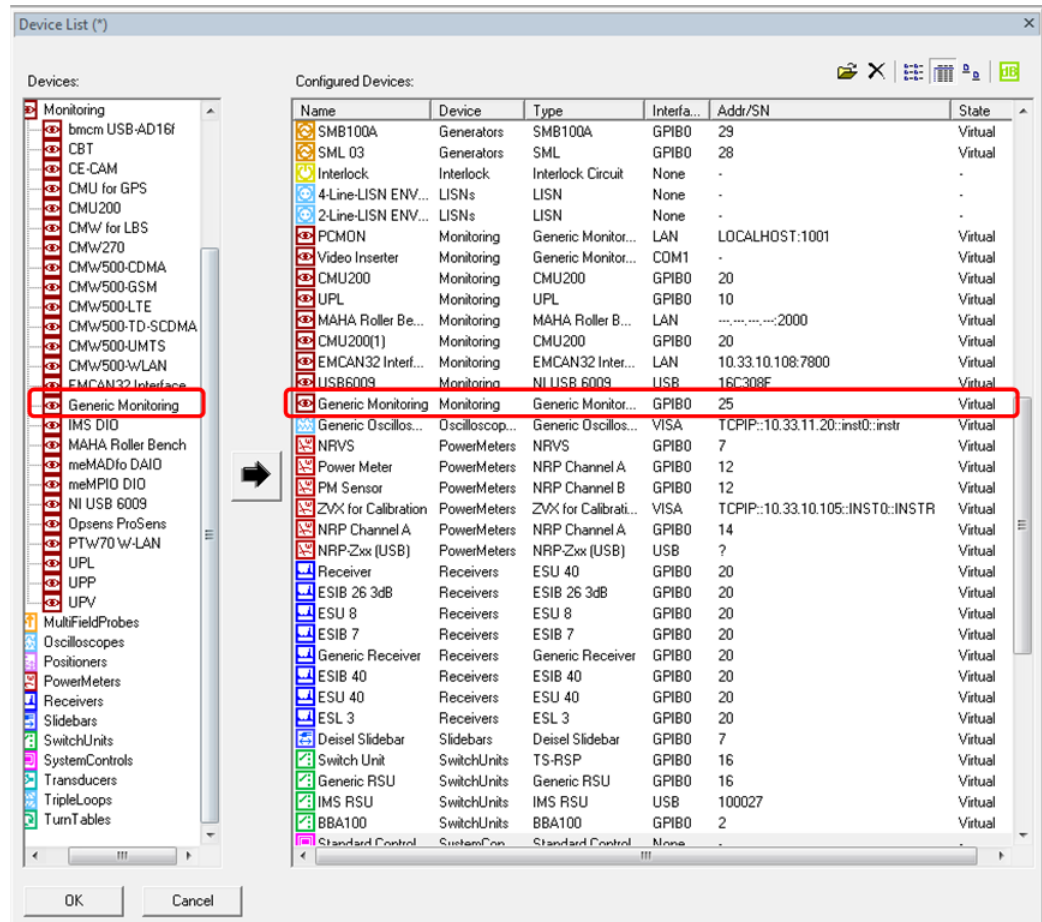 Device List (*)
Devices:
Configured Devices:
Monitoring
bmcm USB-AD16f
CBT
CE-CAM
CMU for GPS
CMU200
CMW for LBS
CMW270
CMW500-CDMA
CMW500-GSM
CMW500-LTE
CMW500-TD-SCDMA
CMW500-UMTS
CMW500-WLAN
EMCAN32 Interface
Generic Monitoring
IMS DIO
MAHA Roller Bench
meMADfo DAIO
meMPIO DIO
NI USB 6009
Opsens ProSens
PTW70 W-LAN
UPL
UPP
UPV
MultiFieldProbes
Oscilloscopes
Positioners
PowerMeters
Receivers
Slidebars
SwitchUnits
SystemControls
Transducers
TripleLoops
TurnTables
Name Device Type Interfa... Addr/SN State
SMB100A Generators SMB100A GPIB0 29 Virtual
SML 03 Generators SML GPIB0 28 Virtual
Interlock Interlock Interlock Circuit None - -
4-Line-LISN ENV... LISNs LISN None - -
2-Line-LISN ENV... LISNs LISN None - -
PCMON Monitoring Generic Monitor... LAN LOCALHOST:1001 Virtual
Video Inserter Monitoring Generic Monitor... COM1 - Virtual
CMU200 Monitoring CMU200 GPIB0 20 Virtual
UPL Monitoring UPL GPIB0 10 Virtual
MAHA Roller Be... Monitoring MAHA Roller B... LAN ---.---.---.---:2000 Virtual
CMU200(1) Monitoring CMU200 GPIB0 20 Virtual
EMCAN32 Interf... Monitoring EMCAN32 Inter... LAN 10.33.10.108:7800 Virtual
USB6009 Monitoring NI USB 6009 USB 16C308F Virtual
Generic Monitoring Monitoring Generic Monitor... GPIB0 25 Virtual
Generic Oscillos... Oscilloscop... Generic Oscillos... VISA TCPIP::10.33.11.20::inst0::instr Virtual
NRVS PowerMeters NRVS GPIB0 7 Virtual
Power Meter PowerMeters NRP Channel A GPIB0 12 Virtual
PM Sensor PowerMeters NRP Channel B GPIB0 12 Virtual
ZVX for Calibration PowerMeters ZVX for Calibrati... VISA TCPIP::10.33.10.105::INST0::INSTR Virtual
NRP Channel A PowerMeters NRP Channel A GPIB0 14 Virtual
NRP-Zxx (USB) PowerMeters NRP-Zxx (USB) USB ? Virtual
Receiver Receivers ESU 40 GPIB0 20 Virtual
ESIB 26 3dB Receivers ESIB 26 3dB GPIB0 20 Virtual
ESU 8 Receivers ESU 8 GPIB0 20 Virtual
ESIB 7 Receivers ESIB 7 GPIB0 20 Virtual
Generic Receiver Receivers Generic Receiver GPIB0 20 Virtual
ESIB 40 Receivers ESIB 40 GPIB0 20 Virtual
ESU 40 Receivers ESU 40 GPIB0 20 Virtual
ESL 3 Receivers ESL 3 GPIB0 20 Virtual
Deisel Slidebar Slidebars Deisel Slidebar GPIB0 7 Virtual
Switch Unit SwitchUnits TS-RSP GPIB0 16 Virtual
Generic RSU SwitchUnits Generic RSU GPIB0 16 Virtual
IMS RSU SwitchUnits IMS RSU USB 100027 Virtual
BBA100 SwitchUnits BBA100 GPIB0 2 Virtual
Standard Control SystemCon... Standard Control None - -
OK
Cancel